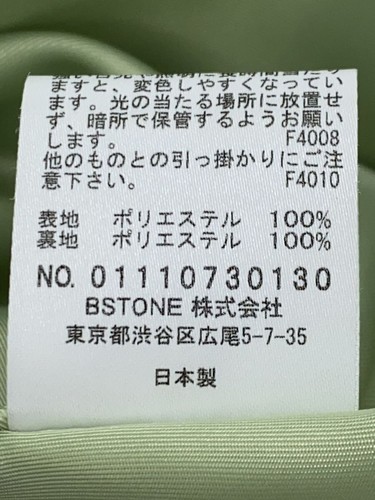 ますと、変色しやすくなってい
ます。光の当たる場所に放置せ
ず、暗所で保管するようお願い
します。 F4008
他のものとの引っ掛かりにご注
意下さい。 F4010
表地 ポリエステル 100%
裏地 ポリエステル 100%
NO. 01110730130
BSTONE 株式会社
東京都渋谷区広尾5-7-35
日本製